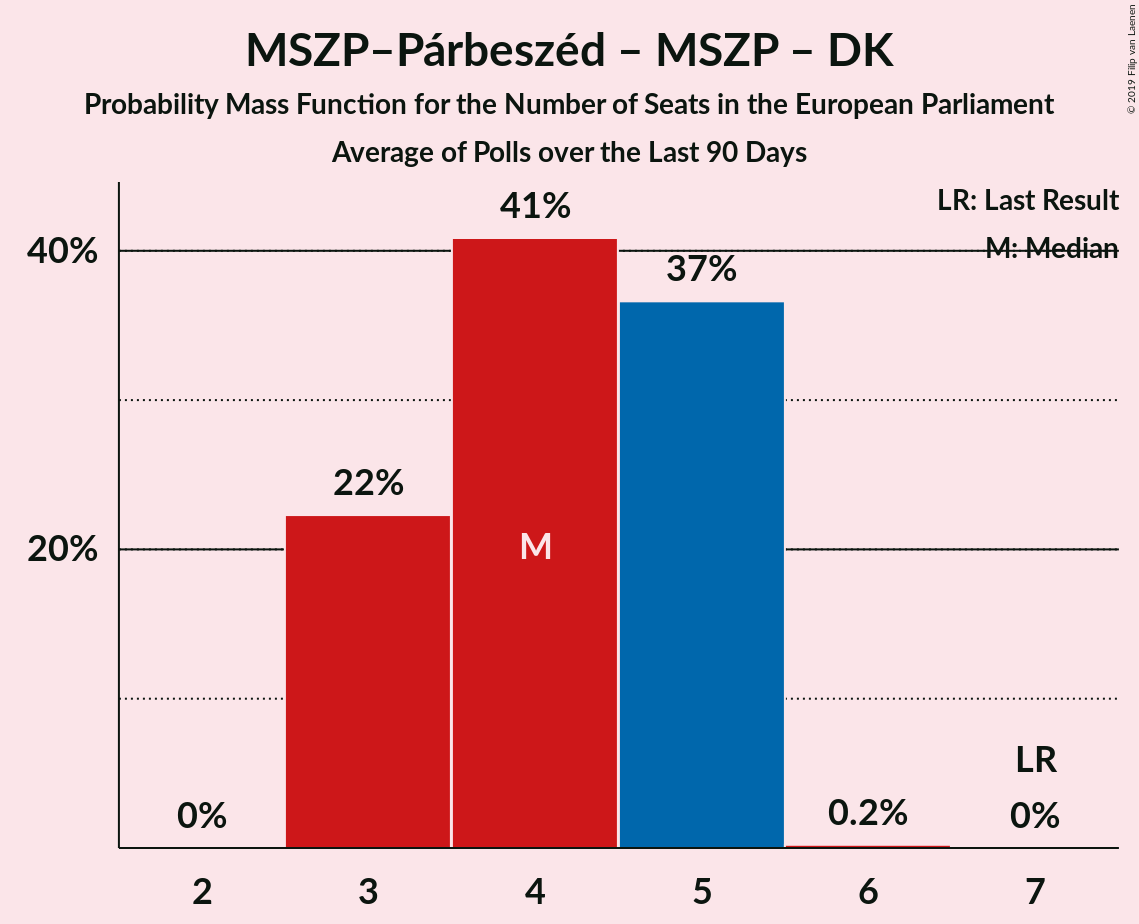 MSZP–Párbeszéd – MSZP – DK
Probability Mass Function for the Number of Seats in the European Parliament
Average of Polls over the Last 90 Days
© 2019 Filip van Laenen
LR: Last Result
M: Median
41%
40%
37%
22%
20%
M
LR
0%
0.2%
0%
2 3 4 5 6 7